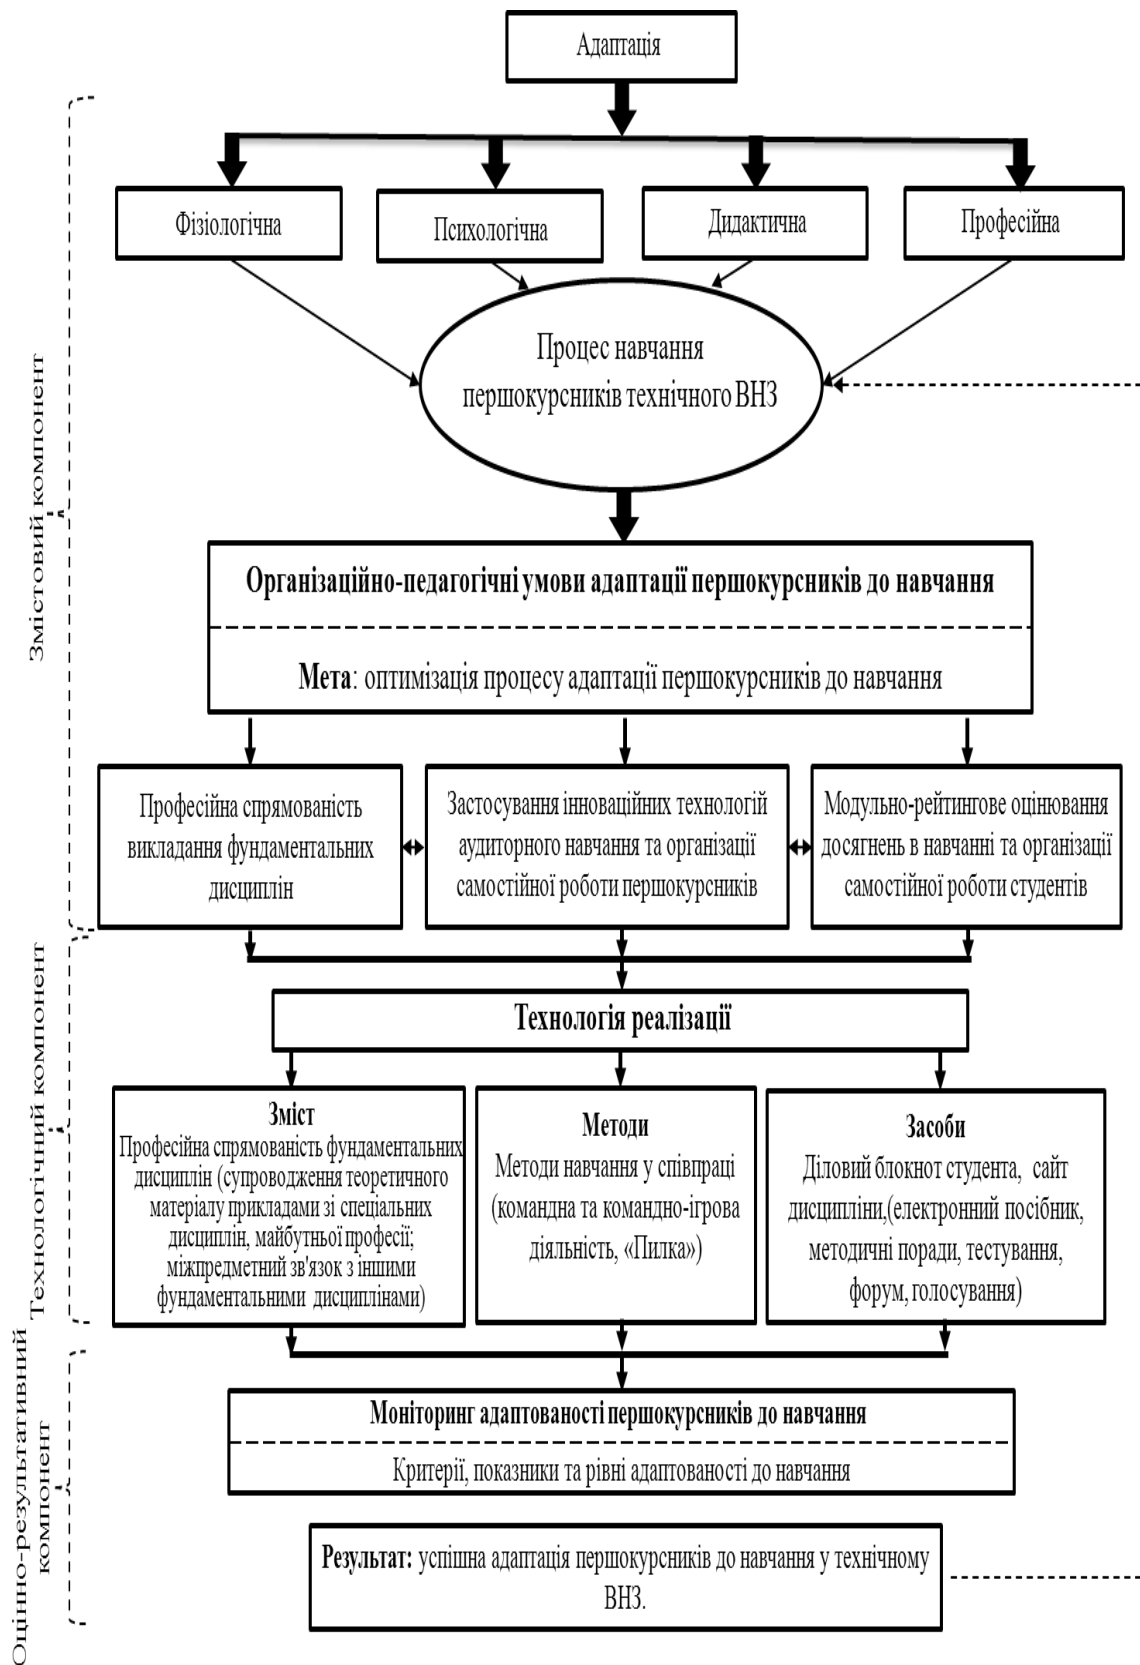 Адаптація
Фізіологічна
Психологічна
Дидактична
Професійна
Процес навчання
першокурсників технічного ВНЗ
Змістовий компонент
Організаційно-педагогічні умови адаптації першокурсників до навчання
Мета: оптимізація процесу адаптації першокурсників до навчання
Професійна спрямованість
викладання фундаментальних
дисциплін
Застосування інноваційних технологій
аудиторного навчання та організації
самостійної роботи першокурсників
Модульно-рейтингове оцінювання
досягнень в навчанні та організації
самостійної роботи студентів
Технологічний компонент
Технологія реалізації
Зміст
Професійна спрямованість фундаментальних
дисциплін (супроводження теоретичного
матеріалу прикладами зі спеціальних
дисциплін, майбутньої професії;
міжпредметний зв'язок з іншими
фундаментальними дисциплінами)
Методи
Методи навчання у співпраці
(командна та командно-ігрова
діяльність, «Пилка»)
Засоби
Діловий блокнот студента, сайт
дисципліни,(електронний посібник,
методичні поради, тестування,
форум, голосування)
Оцінно-результативний
компонент
Моніторинг адаптованості першокурсників до навчання
Критерії, показники та рівні адаптованості до навчання
Результат: успішна адаптація першокурсників до навчання у технічному
ВНЗ.